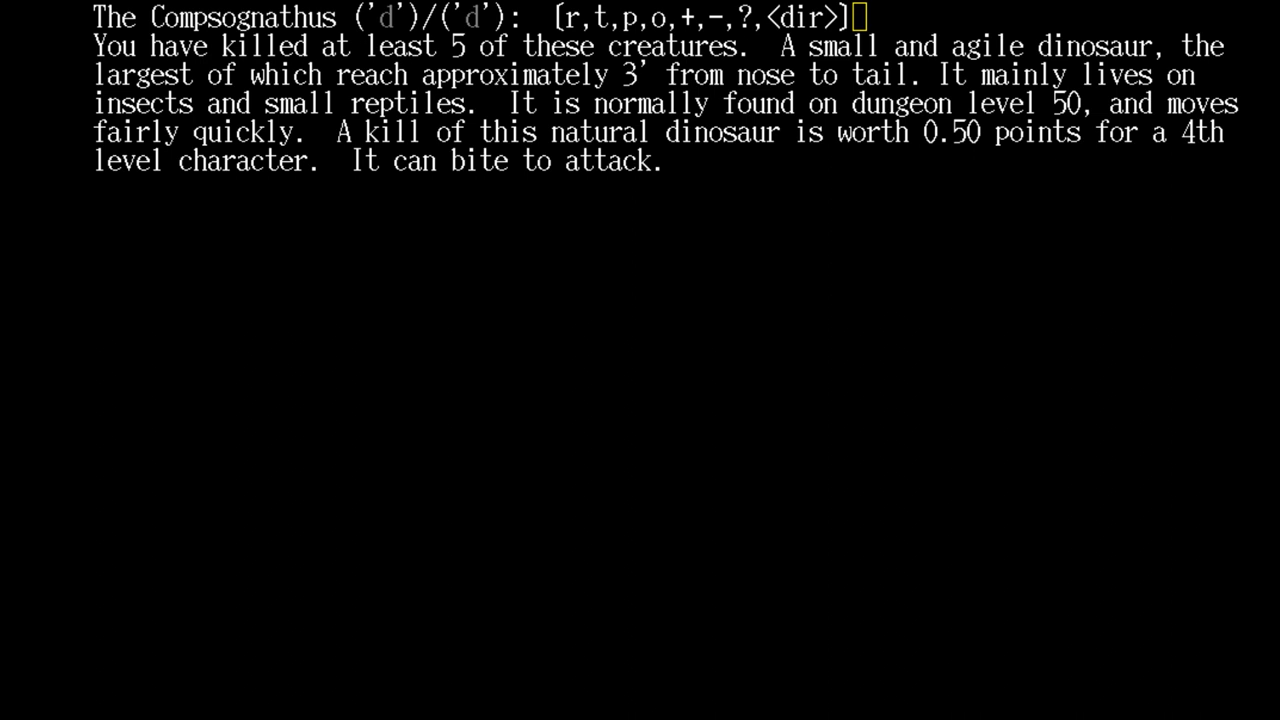 The Compsognathus ('d')/('d'):  [r,t,p,o,+,-,?,<dir>]
You have killed at least 5 of these creatures.  A small and agile dinosaur, the
largest of which reach approximately 3' from nose to tail. It mainly lives on
insects and small reptiles.  It is normally found on dungeon level 50, and moves
fairly quickly.  A kill of this natural dinosaur is worth 0.50 points for a 4th
level character.  It can bite to attack.